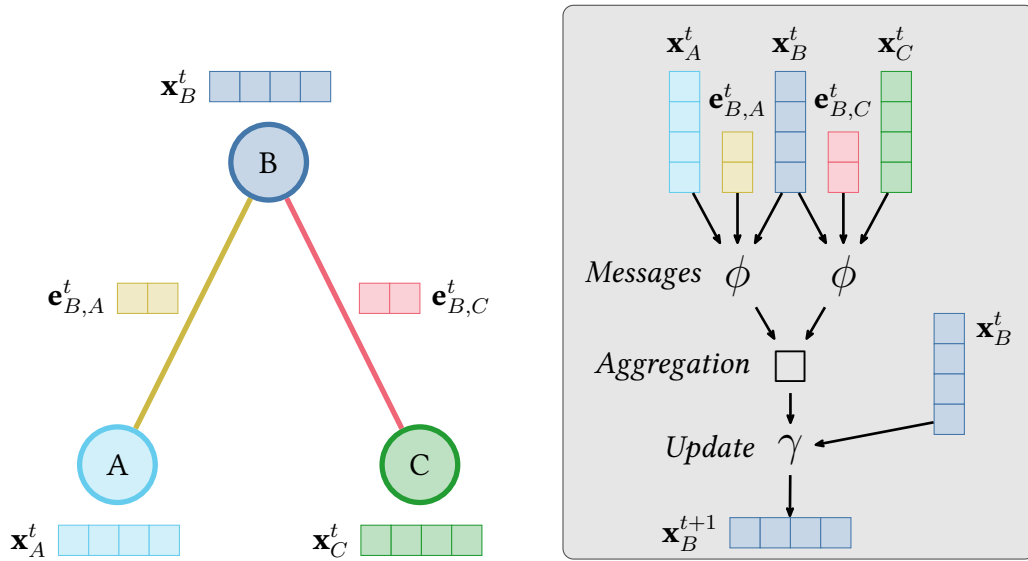 𝐱_B^t
B
𝐞_{B,A}^t
𝐞_{B,C}^t
A
C
𝐱_A^t
𝐱_C^t
𝐱_A^t 𝐱_B^t 𝐱_C^t
𝐞_{B,A}^t 𝐞_{B,C}^t
Messages ϕ ϕ
𝐱_B^t
Aggregation □
Update γ
𝐱_B^{t+1}